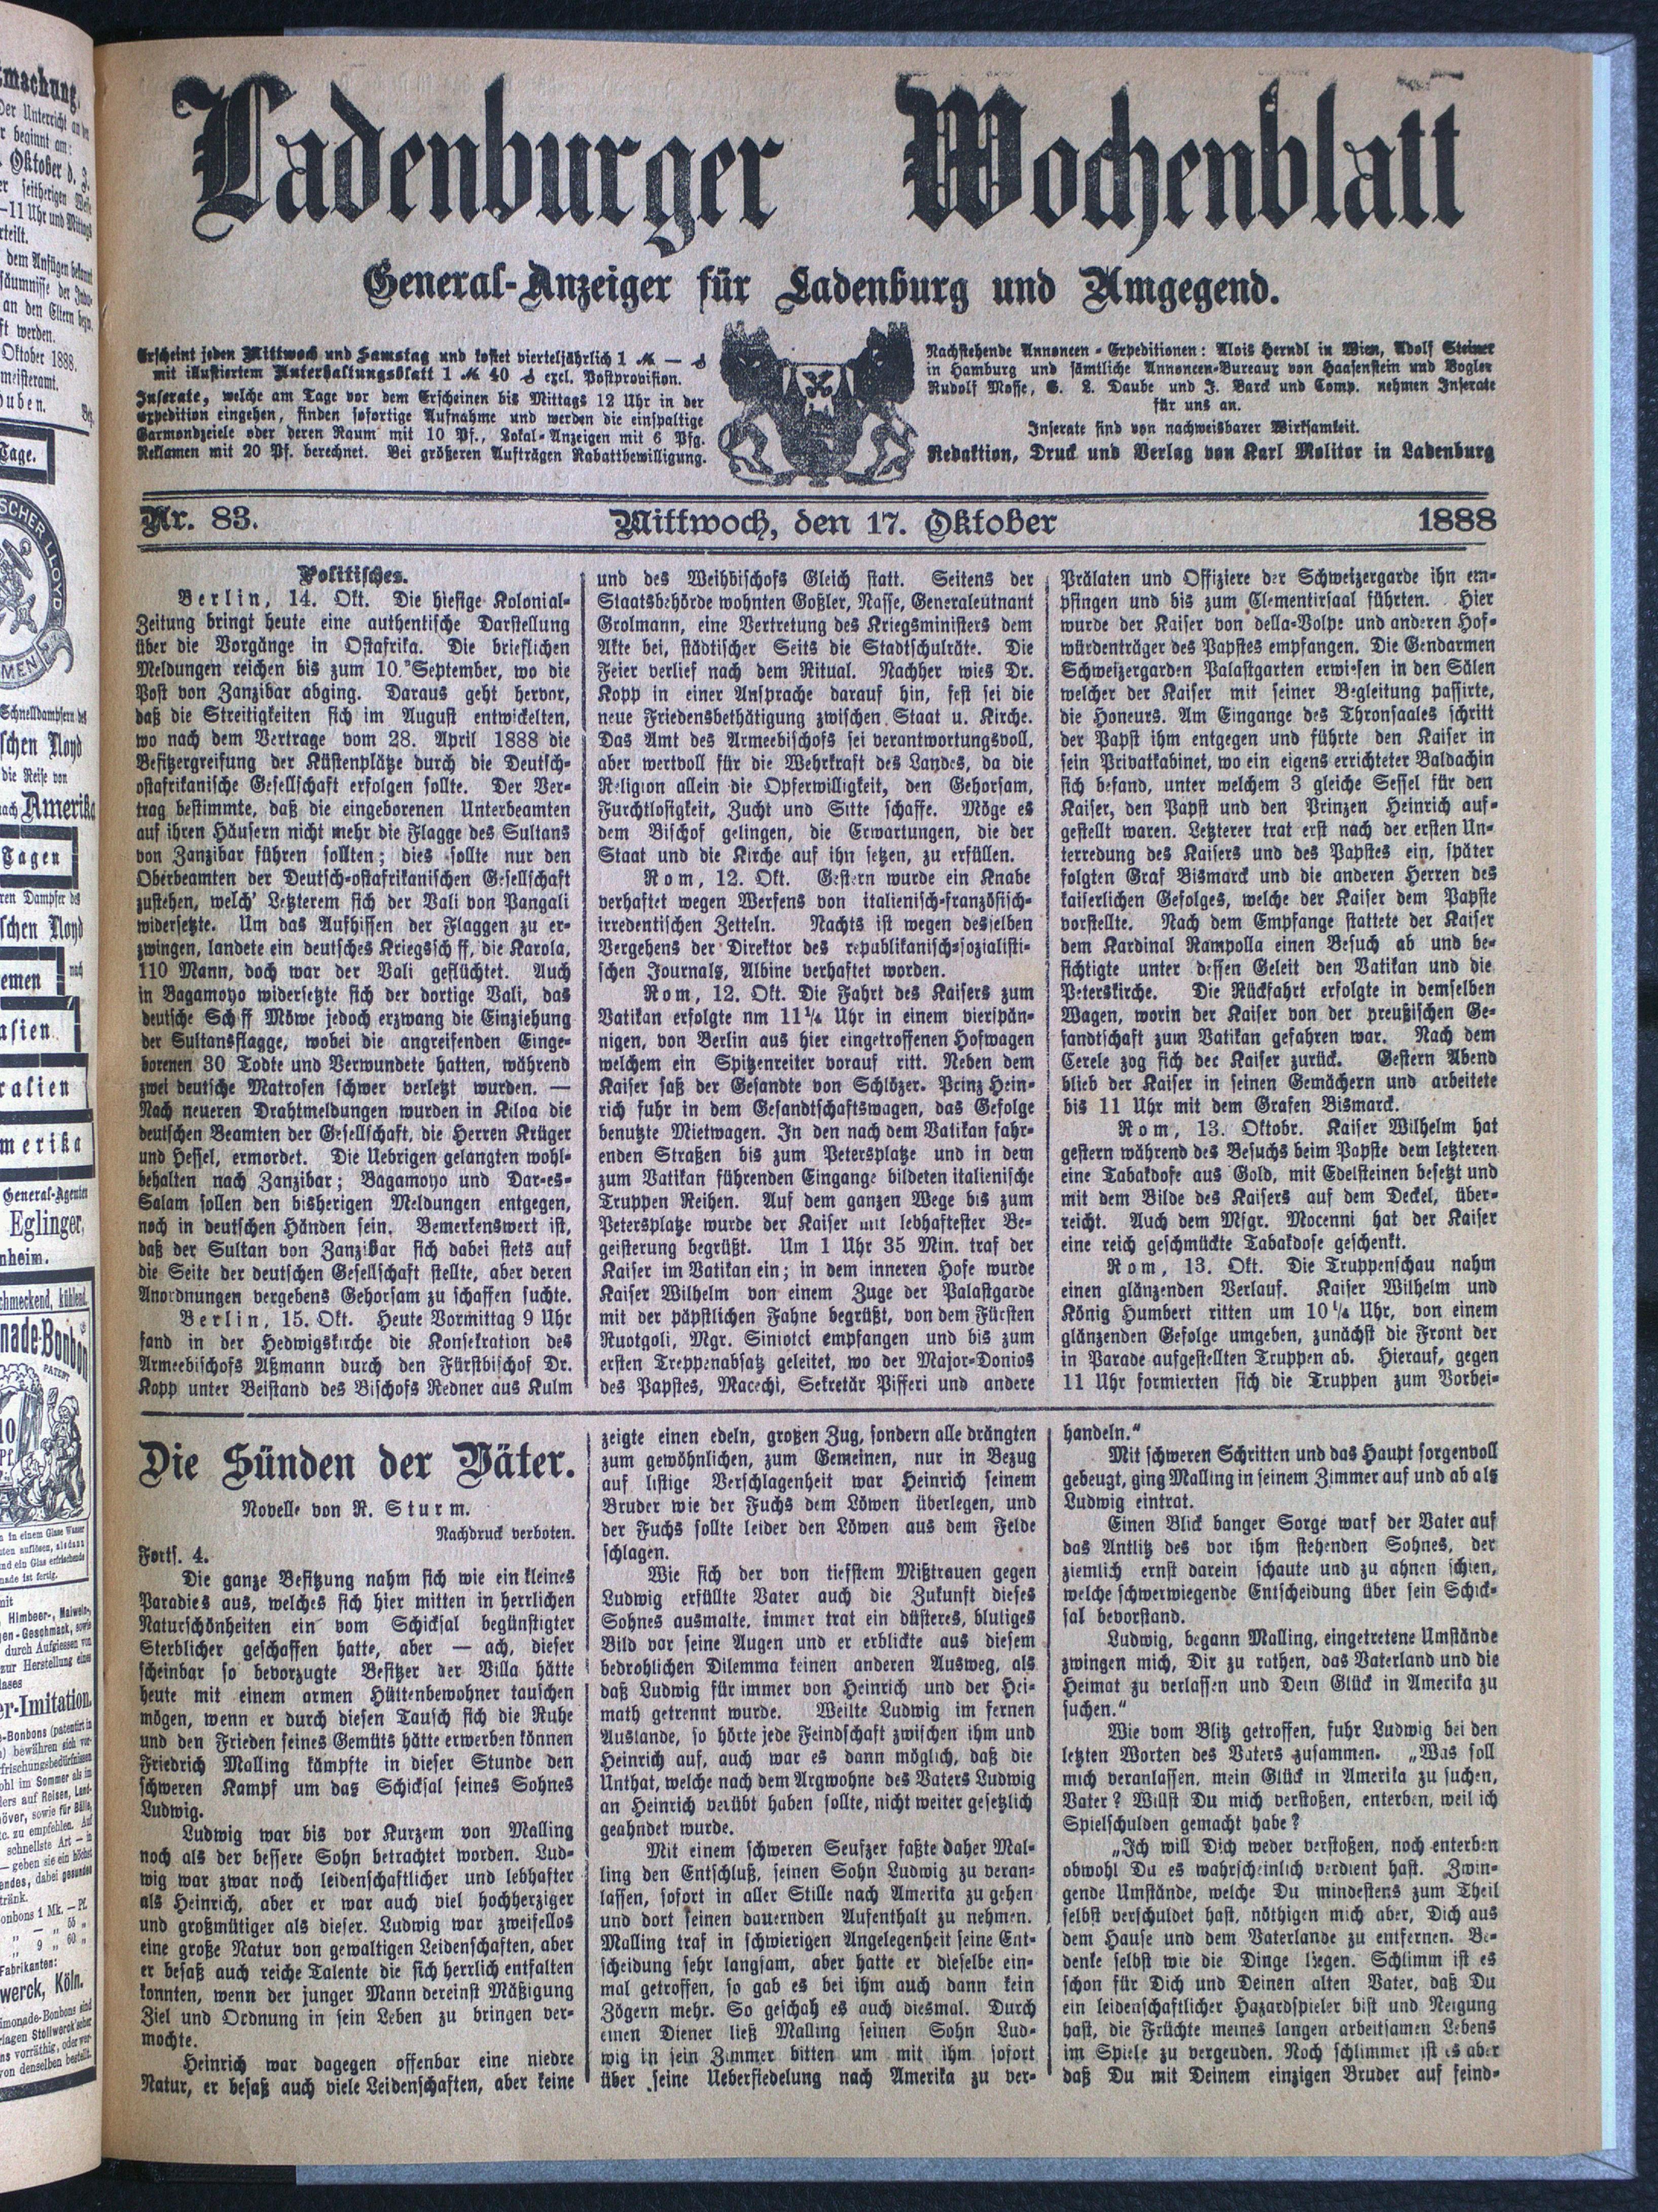 Ladenburger Wochenblatt
General-Anzeiger für Ladenburg und Umgegend.
Erscheint jeden Mittwoch und Samstag und kostet vierteljährlich 1 ℳ — ₰
mit illustiertem Unterhaltungsblatt 1 ℳ 40 ₰ excl. Postprovision.
Inserate, welche am Tage vor dem Erscheinen bis Mittags 12 Uhr in der
Expedition eingehen, finden sofortige Aufnahme und werden die einspaltige
Garmondzeile oder deren Raum mit 10 Pf., Lokal-Anzeigen mit 6 Pfg.
Reklamen mit 20 Pf. berechnet. Bei größeren Aufträgen Rabattbewilligung.
Nachstehende Annoncen-Expeditionen: Alois Herndl in Wien, Adolf Steiner
in Hamburg und sämtliche Annoncen-Bureaux von Haasenstein und Vogler
Rudolf Mosse, G. L. Daube und J. Barck und Comp. nehmen Inserate
für uns an.
Inserate sind von nachweisbarer Wirksamkeit.
Redaktion, Druck und Verlag von Karl Molitor in Ladenburg
Nr. 83. Mittwoch, den 17. Oktober 1888
Politisches.
Berlin, 14. Okt. Die hiesige Kolonial-
Zeitung bringt heute eine authentische Darstellung
über die Vorgänge in Ostafrika. Die brieflichen
Meldungen reichen bis zum 10. September, wo die
Post von Zanzibar abging. Daraus geht hervor,
daß die Streitigkeiten sich im August entwickelten,
wo nach dem Vertrage vom 28. April 1888 die
Besitzergreifung der Küstenplätze durch die Deutsch-
ostafrikanische Gesellschaft erfolgen sollte. Der Ver-
trag bestimmte, daß die eingeborenen Unterbeamten
auf ihren Häusern nicht mehr die Flagge des Sultans
von Zanzibar führen sollten; dies sollte nur den
Oberbeamten der Deutsch-ostafrikanischen Gesellschaft
zustehen, welch' Letzterem sich der Vali von Pangali
widersetzte. Um das Aufhissen der Flaggen zu er-
zwingen, landete ein deutsches Kriegsch ff, die Karola,
110 Mann, doch war der Vali geflüchtet. Auch
in Bagamoyo widersetzte sich der dortige Vali, das
deutsche Sch ff Möwe jedoch erzwang die Einziehung
der Sultansflagge, wobei die angreifenden Einge-
borenen 30 Todte und Verwundete hatten, während
zwei deutsche Matrosen schwer verletzt wurden. —
Nach neueren Drahtmeldungen wurden in Kiloa die
deutschen Beamten der Gesellschaft, die Herren Krüger
und Hessel, ermordet. Die Uebrigen gelangten wohl-
behalten nach Zanzibar; Bagamoyo und Dar-es-
Salam sollen den bisherigen Meldungen entgegen,
noch in deutschen Händen sein. Bemerkenswert ist,
daß der Sultan von Zanzibar sich dabei stets auf
die Seite der deutschen Gesellschaft stellte, aber deren
Anordnungen vergebens Gehorsam zu schaffen suchte.
Berlin, 15. Okt. Heute Vormittag 9 Uhr
fand in der Hedwigskirche die Konsekration des
Armeebischofs Aßmann durch den Fürstbischof Dr.
Kopp unter Beistand des Bischofs Redner aus Kulm
und des Weihbischofs Gleich statt. Seitens der
Staatsbehörde wohnten Goßler, Nasse, Generaleutnant
Grolmann, eine Vertretung des Kriegsministers dem
Akte bei, städtischer Seits die Stadtschulräte. Die
Feier verlief nach dem Ritual. Nachher wies Dr.
Kopp in einer Ansprache darauf hin, fest sei die
neue Friedensbethätigung zwischen Staat u. Kirche.
Das Amt des Armeebischofs sei verantwortungsvoll,
aber wertvoll für die Wehrkraft des Landes, da die
Religion allein die Opferwilligkeit, den Gehorsam,
Furchtlosigkeit, Zucht und Sitte schaffe. Möge es
dem Bischof gelingen, die Erwartungen, die der
Staat und die Kirche auf ihn setzen, zu erfüllen.
Rom, 12. Okt. Gestern wurde ein Knabe
verhaftet wegen Werfens von italienisch-französisch-
irredentischen Zetteln. Nachts ist wegen desselben
Vergehens der Direktor des republikanisch-sozialisti-
schen Journals, Albine verhaftet worden.
Rom, 12. Okt. Die Fahrt des Kaisers zum
Vatikan erfolgte nm 11¼ Uhr in einem vierspän-
nigen, von Berlin aus hier eingetroffenen Hofwagen
welchem ein Spitzenreiter vorauf ritt. Neben dem
Kaiser saß der Gesandte von Schlözer. Prinz Hein-
rich fuhr in dem Gesandtschaftswagen, das Gefolge
benutzte Mietwagen. In den nach dem Vatikan fahr-
enden Straßen bis zum Petersplatze und in dem
zum Vatikan führenden Eingange bildeten italienische
Truppen Reihen. Auf dem ganzen Wege bis zum
Petersplatze wurde der Kaiser mit lebhaftester Be-
geisterung begrüßt. Um 1 Uhr 35 Min. traf der
Kaiser im Vatikan ein; in dem inneren Hofe wurde
Kaiser Wilhelm von einem Zuge der Palastgarde
mit der päpstlichen Fahne begrüßt, von dem Fürsten
Ruotgoli, Mgr. Siniotci empfangen und bis zum
ersten Treppenabsatz geleitet, wo der Major-Donios
des Papstes, Macechi, Sekretär Pifferi und andere
Prälaten und Offiziere der Schweizergarde ihn em-
pfingen und bis zum Clementirsaal führten. Hier
wurde der Kaiser von della-Volpe und anderen Hof-
würdenträger des Papstes empfangen. Die Gendarmen
Schweizergarden Palastgarten erwiesen in den Sälen
welcher der Kaiser mit seiner Begleitung passirte,
die Honeurs. Am Eingange des Thronsaales schritt
der Papst ihm entgegen und führte den Kaiser in
sein Privatkabinet, wo ein eigens errichteter Baldachin
sich befand, unter welchem 3 gleiche Sessel für den
Kaiser, den Papst und den Prinzen Heinrich auf-
gestellt waren. Letzterer trat erst nach der ersten Un-
terredung des Kaisers und des Papstes ein, später
folgten Graf Bismarck und die anderen Herren des
kaiserlichen Gefolges, welche der Kaiser dem Papste
vorstellte. Nach dem Empfange stattete der Kaiser
dem Kardinal Rampolla einen Besuch ab und be-
sichtigte unter dessen Geleit den Vatikan und die
Peterskirche. Die Rückfahrt erfolgte in demselben
Wagen, worin der Kaiser von der preußischen Ge-
sandtschaft zum Vatikan gefahren war. Nach dem
Cercle zog sich der Kaiser zurück. Gestern Abend
blieb der Kaiser in seinen Gemächern und arbeitete
bis 11 Uhr mit dem Grafen Bismarck.
Rom, 13. Oktobr. Kaiser Wilhelm hat
gestern während des Besuchs beim Papste dem letzteren
eine Tabakdose aus Gold, mit Edelsteinen besetzt und
mit dem Bilde des Kaisers auf dem Deckel, über-
reicht. Auch dem Msgr. Mocenni hat der Kaiser
eine reich geschmückte Tabakdose geschenkt.
Rom, 13. Okt. Die Truppenschau nahm
einen glänzenden Verlauf. Kaiser Wilhelm und
König Humbert ritten um 10¼ Uhr, von einem
glänzenden Gefolge umgeben, zunächst die Front der
in Parade aufgestellten Truppen ab. Hierauf, gegen
11 Uhr formierten sich die Truppen zum Vorbei-
Die Sünden der Väter.
Novelle von R. Sturm.
Nachdruck verboten.
Forts. 4.
Die ganze Besitzung nahm sich wie ein kleines
Paradies aus, welches sich hier mitten in herrlichen
Naturschönheiten ein vom Schicksal begünstigter
Sterblicher geschaffen hatte, aber — ach, dieser
scheinbar so bevorzugte Besitzer der Villa hätte
heute mit einem armen Hüttenbewohner tauschen
mögen, wenn er durch diesen Tausch sich die Ruhe
und den Frieden seines Gemüts hätte erwerben können
Friedrich Malling kämpfte in dieser Stunde den
schweren Kampf um das Schicksal seines Sohnes
Ludwig.
Ludwig war bis vor Kurzem von Malling
noch als der bessere Sohn betrachtet worden. Lud-
wig war zwar noch leidenschaftlicher und lebhafter
als Heinrich, aber er war auch viel hochherziger
und großmütiger als dieser. Ludwig war zweifellos
eine große Natur von gewaltigen Leidenschaften, aber
er besaß auch reiche Talente die sich herrlich entfalten
konnten, wenn der junger Mann dereinst Mäßigung
Ziel und Ordnung in sein Leben zu bringen ver-
mochte.
Heinrich war dagegen offenbar eine niedre
Natur, er besaß auch viele Leidenschaften, aber keine
zeigte einen edeln, großen Zug, sondern alle drängten
zum gewöhnlichen, zum Gemeinen, nur in Bezug
auf listige Verschlagenheit war Heinrich seinem
Bruder wie der Fuchs dem Löwen überlegen, und
der Fuchs sollte leider den Löwen aus dem Felde
schlagen.
Wie sich der von tiefstem Mißtrauen gegen
Ludwig erfüllte Vater auch die Zukunft dieses
Sohnes ausmalte, immer trat ein düsteres, blutiges
Bild vor seine Augen und er erblickte aus diesem
bedrohlichen Dilemma keinen anderen Ausweg, als
daß Ludwig für immer von Heinrich und der Hei-
math getrennt wurde. Weilte Ludwig im fernen
Auslande, so hörte jede Feindschaft zwischen ihm und
Heinrich auf, auch war es dann möglich, daß die
Unthat, welche nach dem Argwohne des Vaters Ludwig
an Heinrich verübt haben sollte, nicht weiter gesetzlich
geahndet wurde.
Mit einem schweren Seufzer faßte daher Mal-
ling den Entschluß, seinen Sohn Ludwig zu veran-
lassen, sofort in aller Stille nach Amerika zu gehen
und dort seinen dauernden Aufenthalt zu nehmen.
Malling traf in schwierigen Angelegenheit seine Ent-
scheidung sehr langsam, aber hatte er dieselbe ein-
mal getroffen, so gab es bei ihm auch dann kein
Zögern mehr. So geschah es auch diesmal. Durch
einen Diener ließ Malling seinen Sohn Lud-
wig in sein Zimmer bitten um mit ihm sofort
über seine Uebersiedelung nach Amerika zu ver-
handeln."
Mit schweren Schritten und das Haupt sorgenvoll
gebeugt, ging Malling in seinem Zimmer auf und ab als
Ludwig eintrat.
Einen Blick banger Sorge warf der Vater auf
das Antlitz des vor ihm stehenden Sohnes, der
ziemlich ernst darein schaute und zu ahnen schien,
welche schwerwiegende Entscheidung über sein Schick-
sal bevorstand.
Ludwig, begann Malling, eingetretene Umstände
zwingen mich, Dir zu rathen, das Vaterland und die
Heimat zu verlassen und Dein Glück in Amerika zu
suchen."
Wie vom Blitz getroffen, fuhr Ludwig bei den
letzten Worten des Vaters zusammen. „Was soll
mich veranlassen, mein Glück in Amerika zu suchen,
Vater? Willst Du mich verstoßen, enterben, weil ich
Spielschulden gemacht habe?
„Ich will Dich weder verstoßen, noch enterben
obwohl Du es wahrscheinlich verdient hast. Zwin-
gende Umstände, welche Du mindestens zum Theil
selbst verschuldet hast, nöthigen mich aber, Dich aus
dem Hause und dem Vaterlande zu entfernen. Be-
denke selbst wie die Dinge liegen. Schlimm ist es
schon für Dich und Deinen alten Vater, daß Du
ein leidenschaftlicher Hazardspieler bist und Neigung
hast, die Früchte meines langen arbeitsamen Lebens
im Spiele zu vergeuden. Noch schlimmer ist es aber
daß Du mit Deinem einzigen Bruder auf feind-